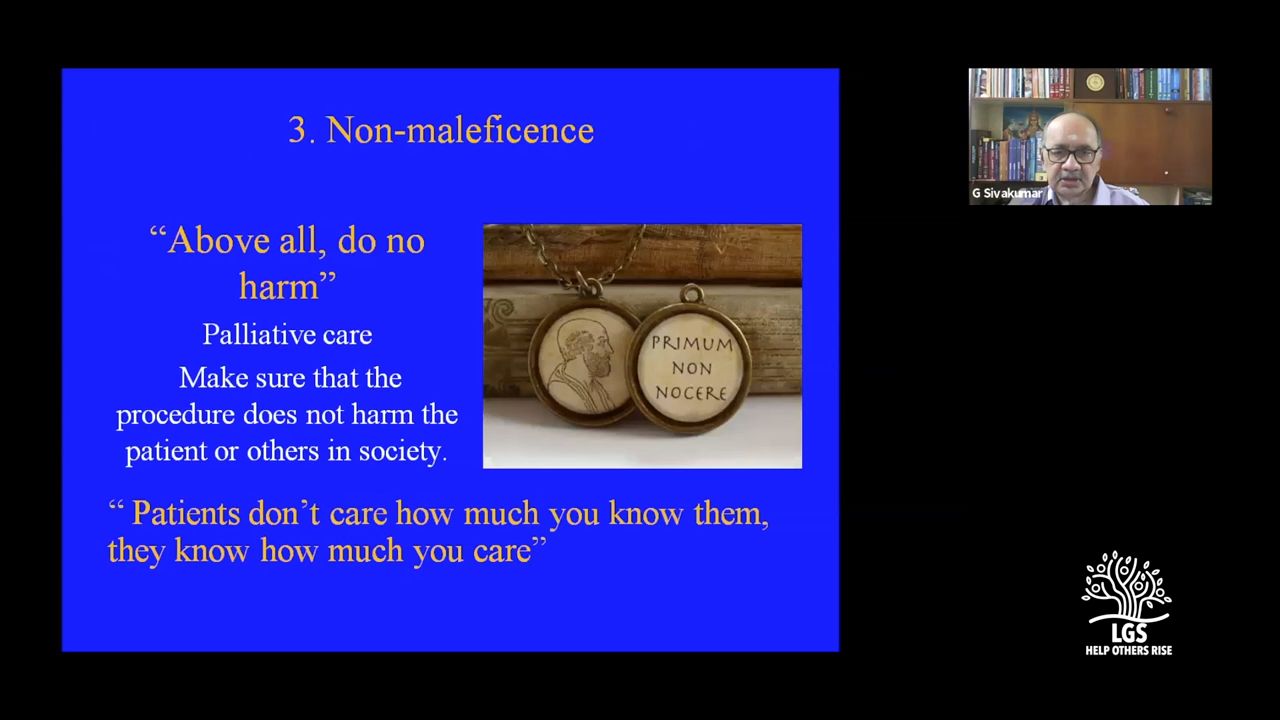 3. Non-maleficence
“Above all, do no
harm”
Palliative care
Make sure that the
procedure does not harm the
patient or others in society.
PRIMUM
NON
NOCERE
“ Patients don’t care how much you know them,
they know how much you care”
G Sivakumar
LGS
HELP OTHERS RISE